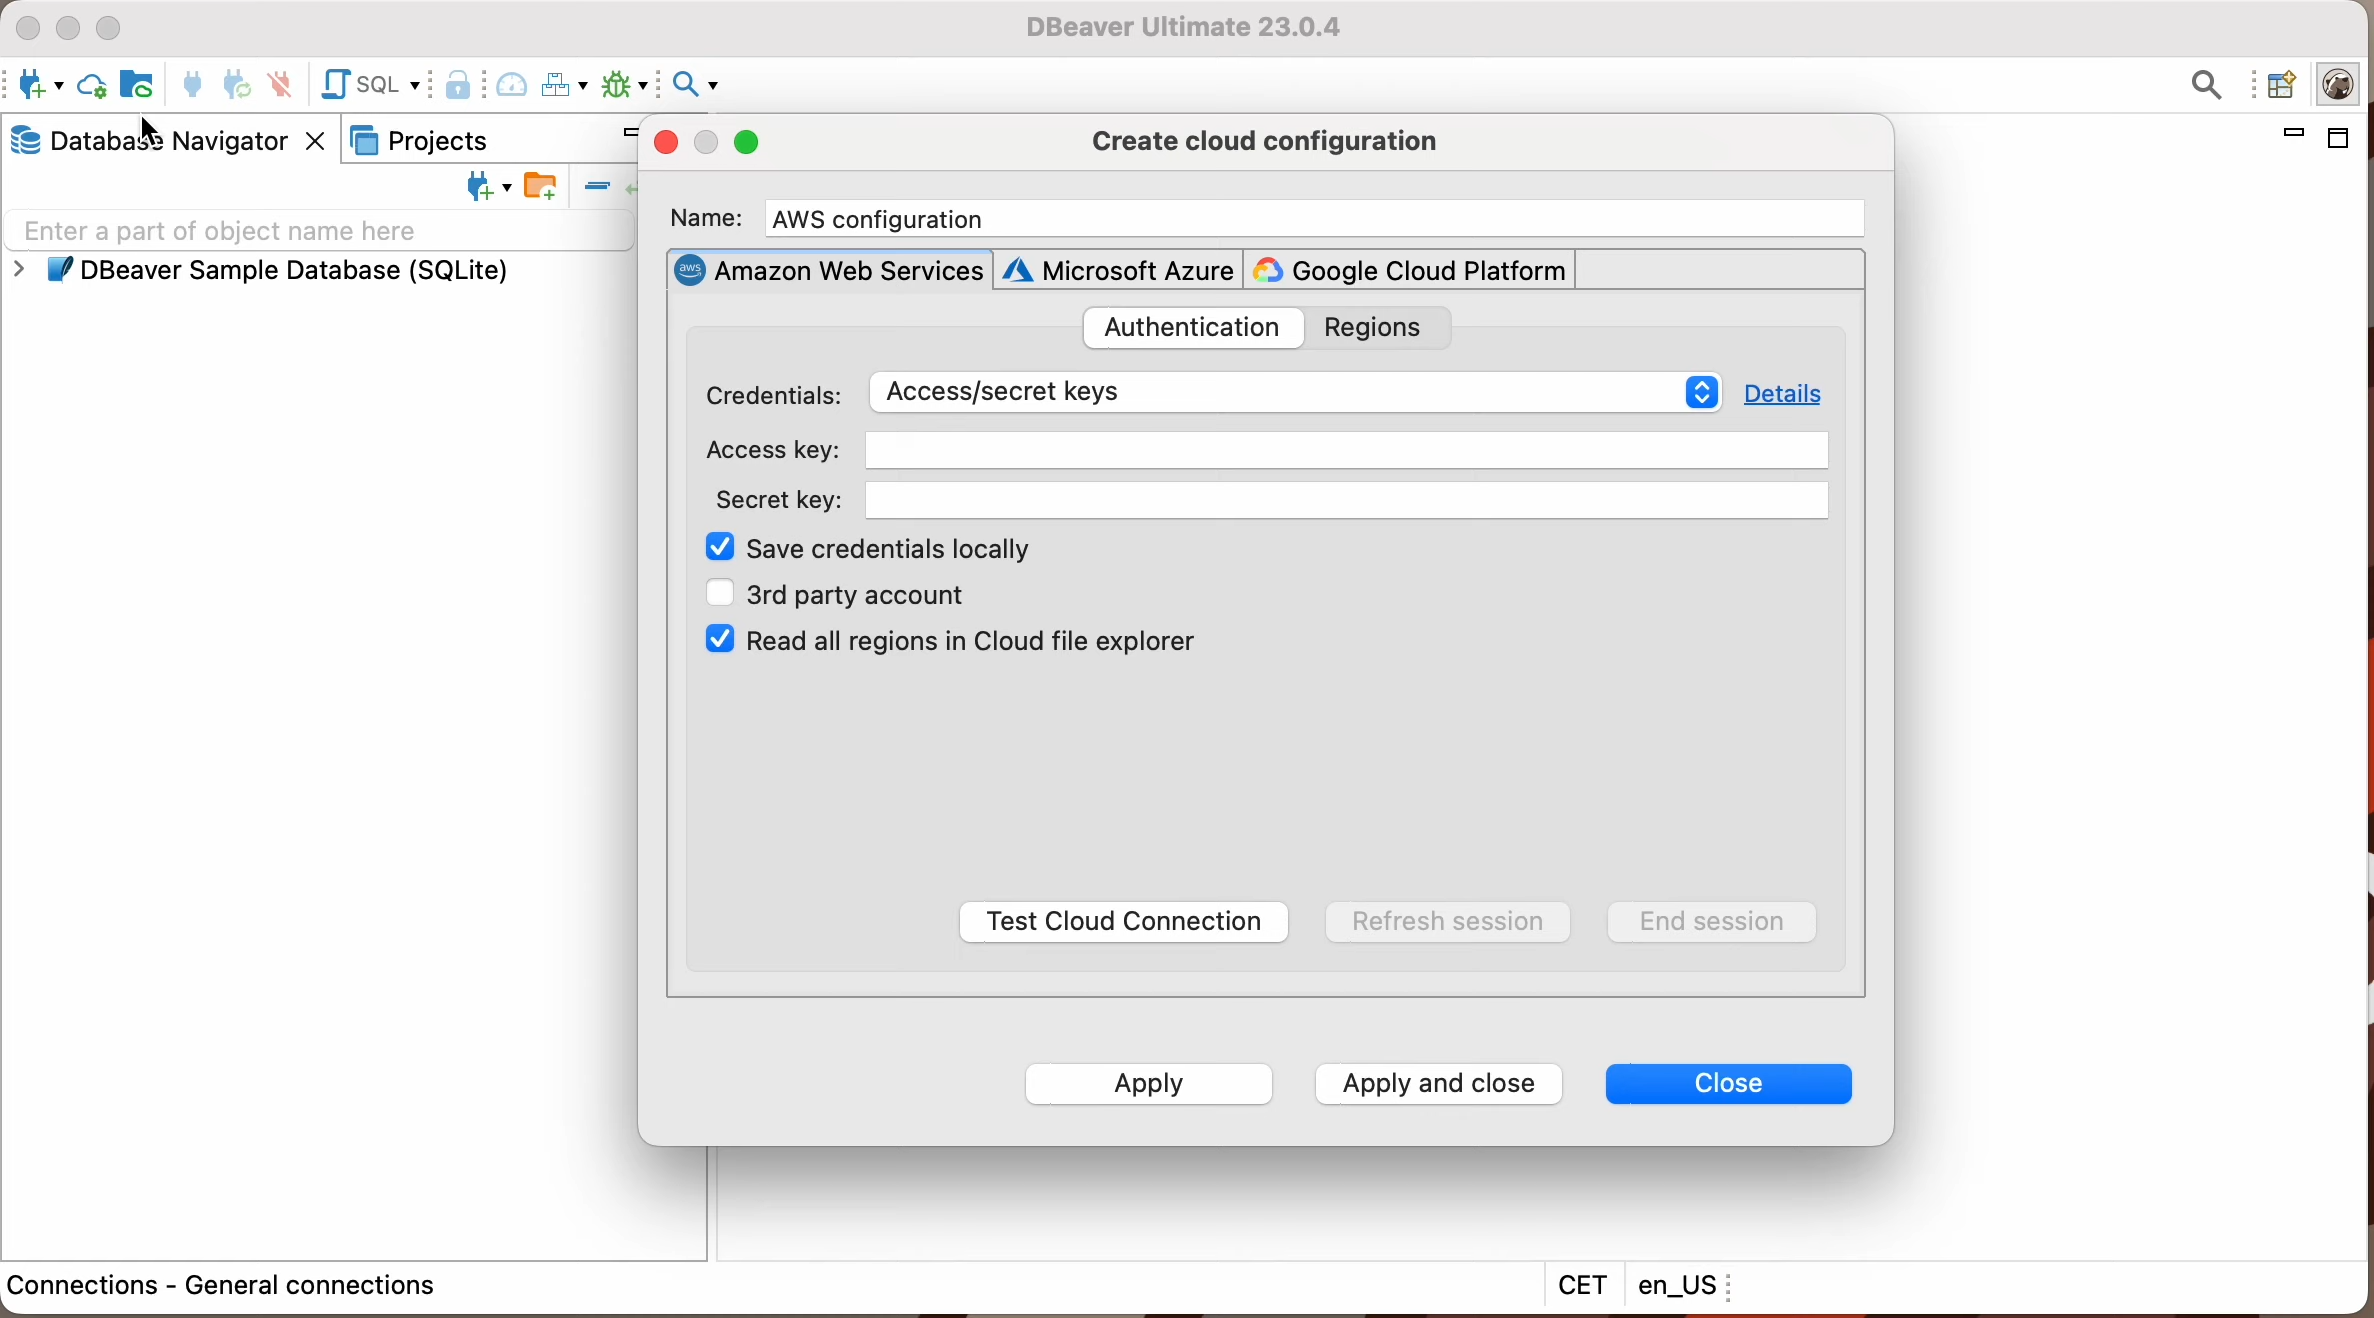 DBeaver Ultimate 23.0.4
SQL
Database Navigator
Projects
Enter a part of object name here
DBeaver Sample Database (SQLite)
Create cloud configuration
Name: AWS configuration
aws Amazon Web Services Microsoft Azure Google Cloud Platform
Authentication Regions
Credentials: Access/secret keys Details
Access key:
Secret key:
Save credentials locally
3rd party account
Read all regions in Cloud file explorer
Test Cloud Connection Refresh session End session
Apply Apply and close Close
Connections - General connections CET en_US